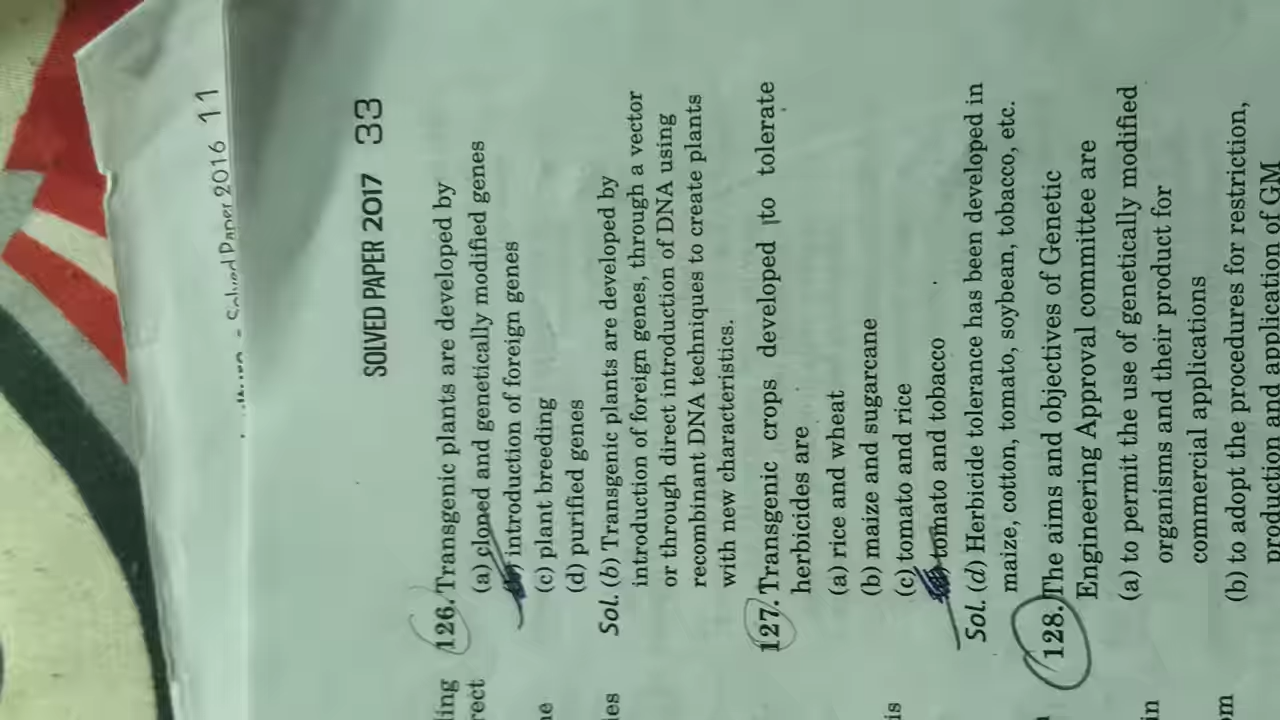 Solved Paper 2016 11
SOLVED PAPER 2017 33
126. Transgenic plants are developed by
(a) cloned and genetically modified genes
(b) introduction of foreign genes
(c) plant breeding
(d) purified genes
Sol. (b) Transgenic plants are developed by
introduction of foreign genes, through a vector
or through direct introduction of DNA using
recombinant DNA techniques to create plants
with new characteristics.
127. Transgenic crops developed to tolerate
herbicides are
(a) rice and wheat
(b) maize and sugarcane
(c) tomato and rice
tomato and tobacco
Sol. (d) Herbicide tolerance has been developed in
maize, cotton, tomato, soybean, tobacco, etc.
128. The aims and objectives of Genetic
Engineering Approval committee are
(a) to permit the use of genetically modified
organisms and their product for
commercial applications
(b) to adopt the procedures for restriction,
production and application of GM